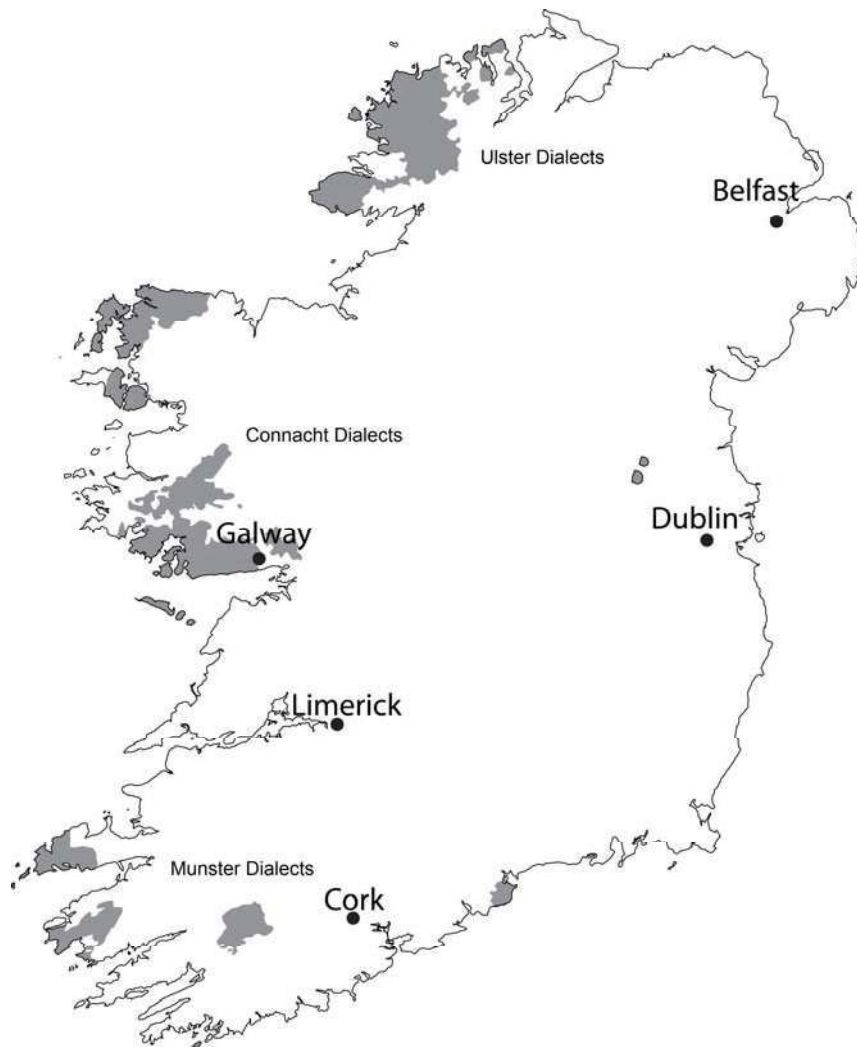 Ulster Dialects
Belfast
Connacht Dialects
Galway
Dublin
Limerick
Munster Dialects
Cork